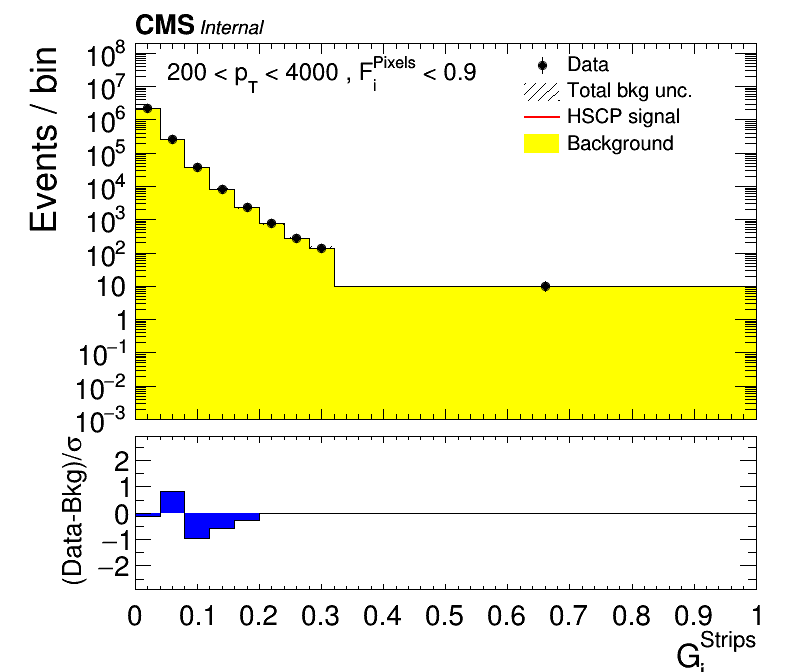 CMS Internal
200 < p_T < 4000 , F_i^Pixels < 0.9
Data
Total bkg unc.
HSCP signal
Background
Events / bin
10^8
10^7
10^6
10^5
10^4
10^3
10^2
10
1
10^−1
10^−2
10^−3
(Data-Bkg)/σ
2
1
0
−1
−2
0 0.1 0.2 0.3 0.4 0.5 0.6 0.7 0.8 0.9 1
G_i^Strips